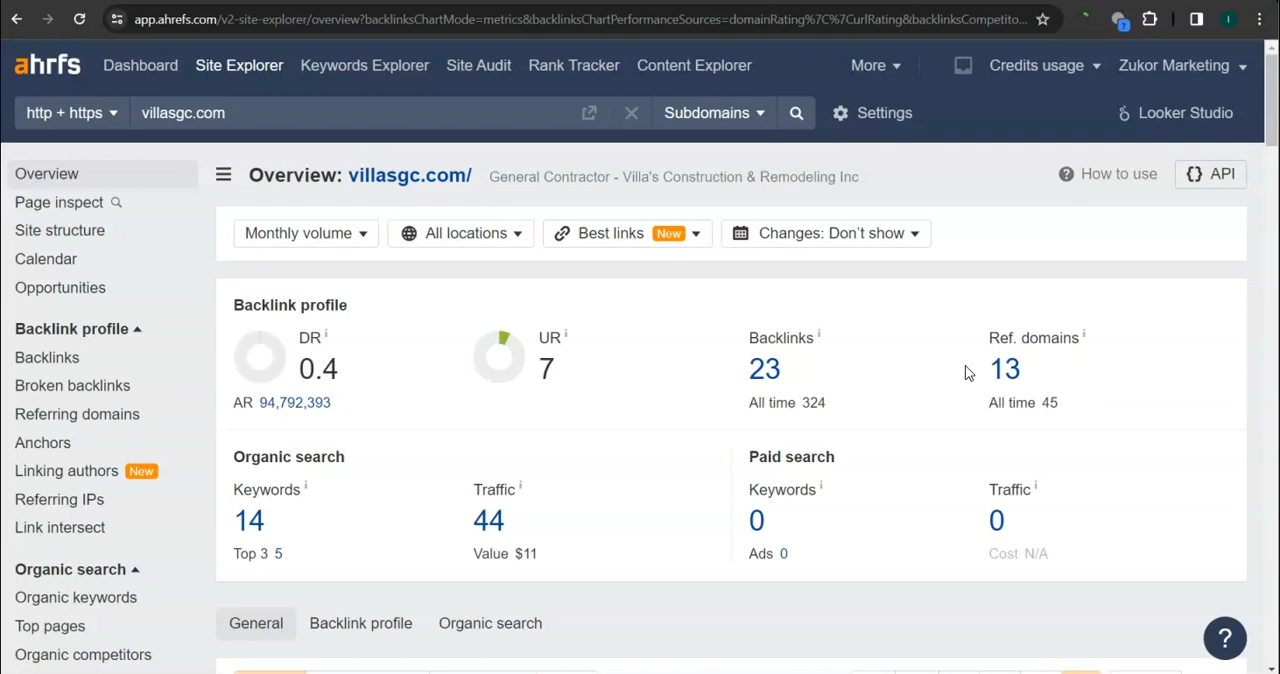 app.ahrefs.com/v2-site-explorer/overview?backlinksChartMode=metrics&backlinksChartPerformanceSources=domainRating%7C%7CurlRating&backlinksCompetito...
?
I
ahrfs Dashboard Site Explorer Keywords Explorer Site Audit Rank Tracker Content Explorer More Credits usage Zukor Marketing
http + https villasgc.com Subdomains Settings Looker Studio
Overview
Page inspect
Site structure
Calendar
Opportunities
Backlink profile
Backlinks
Broken backlinks
Referring domains
Anchors
Linking authors New
Referring IPs
Link intersect
Organic search
Organic keywords
Top pages
Organic competitors
Overview: villasgc.com/ General Contractor - Villa's Construction & Remodeling Inc ? How to use {} API
Monthly volume All locations Best links New Changes: Don't show
Backlink profile
DR i UR i Backlinks i Ref. domains i
0.4 7 23 13
AR 94,792,393 All time 324 All time 45
Organic search Paid search
Keywords i Traffic i Keywords i Traffic i
14 44 0 0
Top 3 5 Value $11 Ads 0 Cost N/A
General Backlink profile Organic search
?